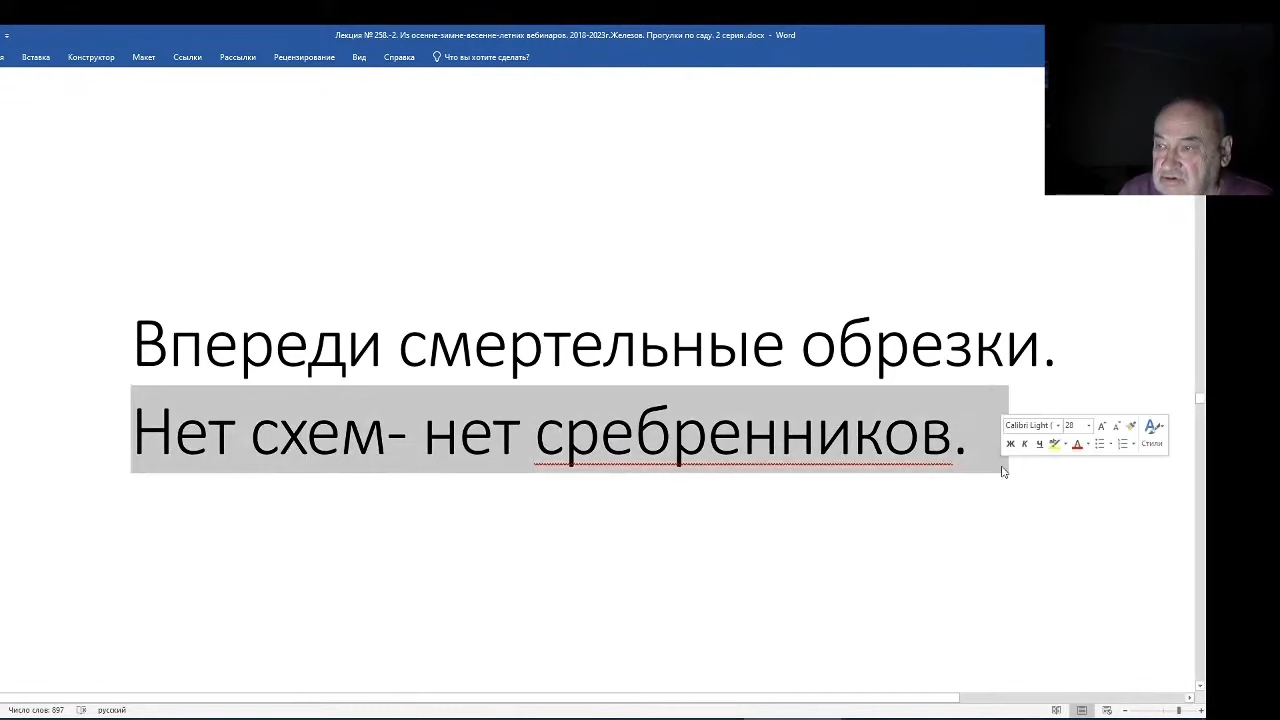 Лекция № 258.-2. Из осенне-зимне-весенне-летних вебинаров. 2018-2023г.Железов. Прогулки по саду. 2 серия..docx - Word
Вставка Конструктор Макет Ссылки Рассылки Рецензирование Вид Справка Что вы хотите сделать?
Впереди смертельные обрезки.
Нет схем- нет сребренников.
Calibri Light ( 28
Ж К Ч Стили
Число слов: 897 русский